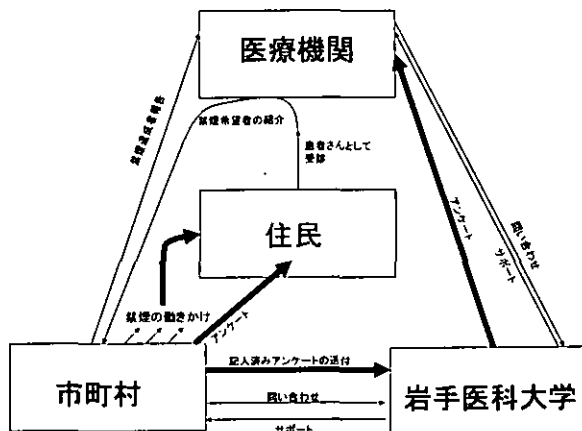 医療機関
禁煙達成者報告
禁煙希望者の紹介
患者さんとして
受診
住民
アンケート
問い合わせ
サポート
禁煙の働きかけ
アンケート
市町村
記入済みアンケートの送付
問い合わせ
サポート
岩手医科大学